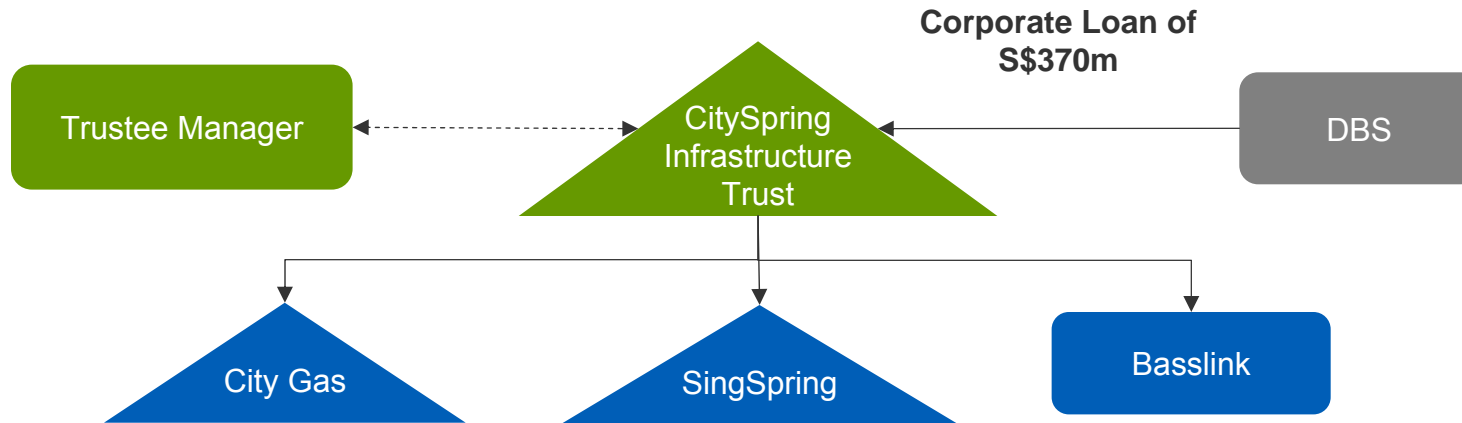 Corporate Loan of
S$370m
Trustee Manager
CitySpring
Infrastructure
Trust
DBS
City Gas
SingSpring
Basslink